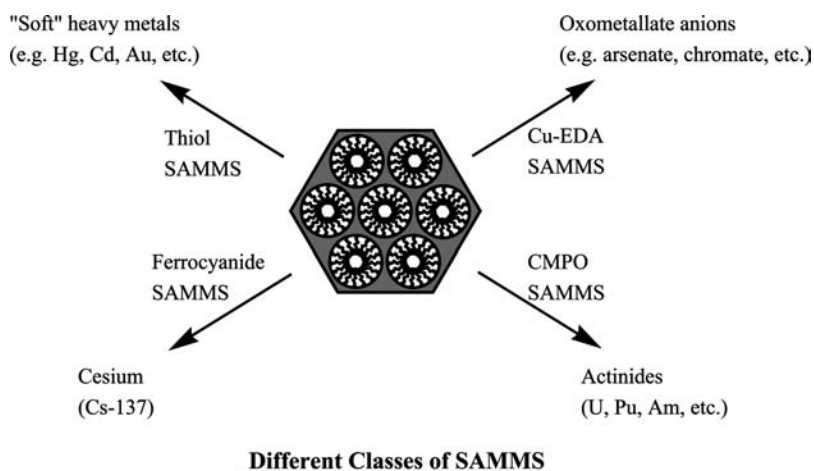 "Soft" heavy metals
(e.g. Hg, Cd, Au, etc.)
Oxometallate anions
(e.g. arsenate, chromate, etc.)
Thiol
SAMMS
Cu-EDA
SAMMS
Ferrocyanide
SAMMS
CMPO
SAMMS
Cesium
(Cs-137)
Actinides
(U, Pu, Am, etc.)
Different Classes of SAMMS